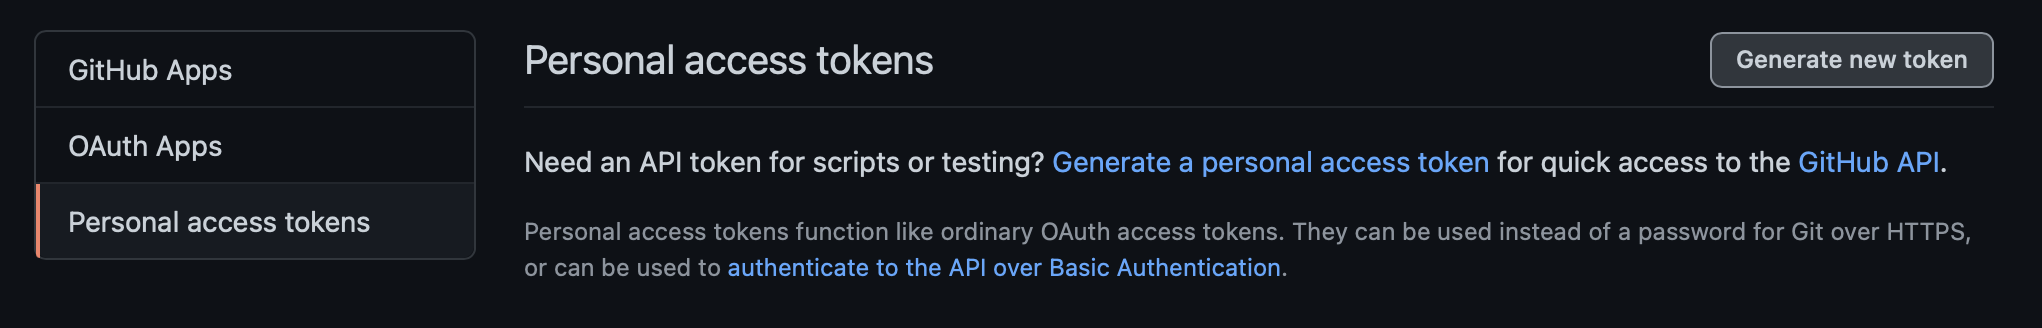 GitHub Apps
OAuth Apps
Personal access tokens
Personal access tokens
Generate new token
Need an API token for scripts or testing? Generate a personal access token for quick access to the GitHub API.
Personal access tokens function like ordinary OAuth access tokens. They can be used instead of a password for Git over HTTPS,
or can be used to authenticate to the API over Basic Authentication.